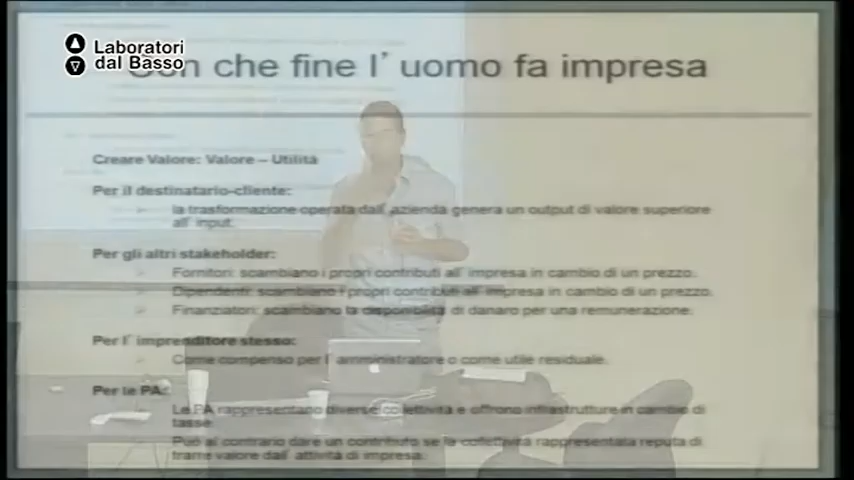 Laboratori
dal Basso
Con che fine l' uomo fa impresa
Creare Valore: Valore – Utilità
Per il destinatario-cliente:
la trasformazione operata dall' azienda genera un output di valore superiore
all' input.
Per gli altri stakeholder:
Fornitori: scambiano i propri contributi all' impresa in cambio di un prezzo.
Dipendenti: scambiano i propri contributi all' impresa in cambio di un prezzo.
Finanziatori: scambiano la disponibilità di danaro per una remunerazione.
Per l' imprenditore stesso:
Come compenso per l' amministratore o come utile residuale.
Per le PA:
Le PA rappresentano diverse collettività e offrono infrastrutture in cambio di
tasse.
Può al contrario dare un contributo se la collettività rappresentata reputa di
trarre valore dall' attività di impresa.